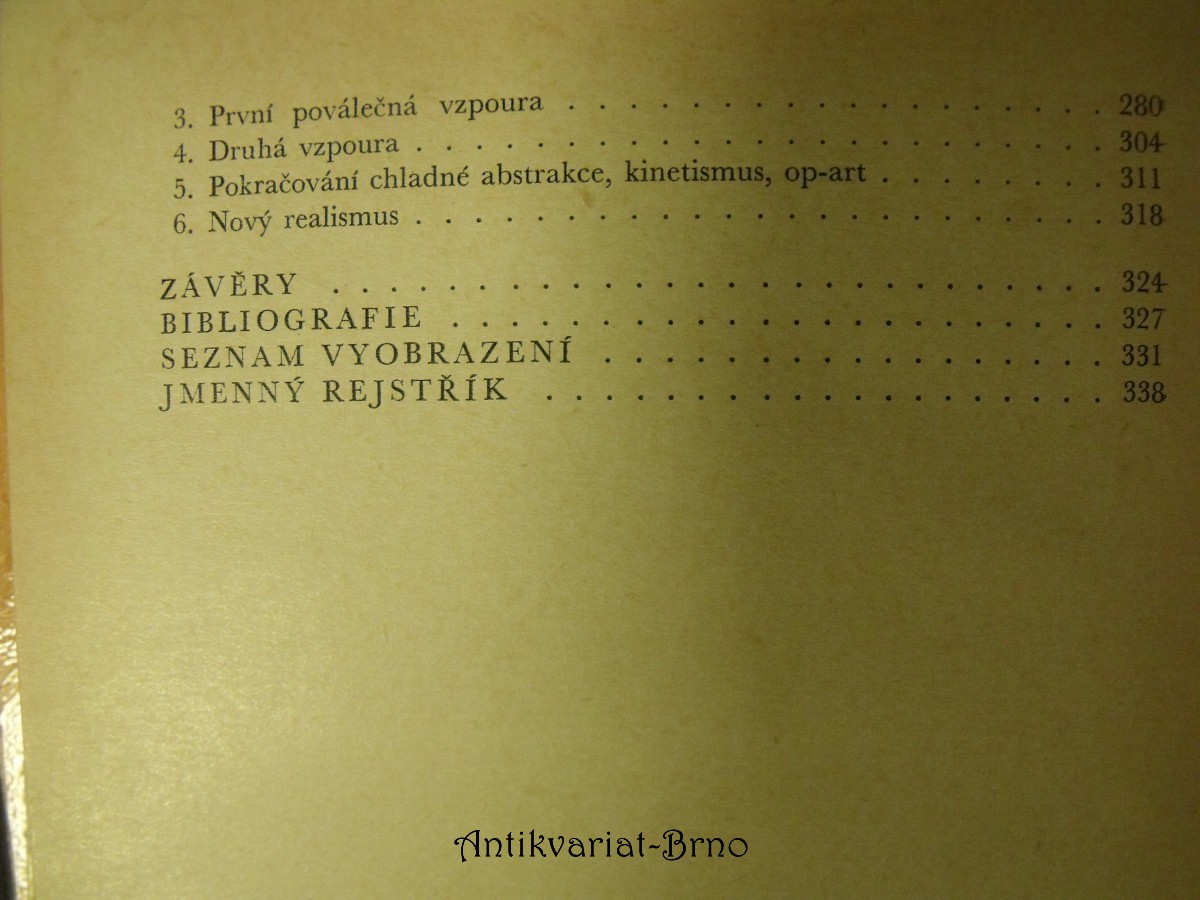 3. První poválečná vzpoura . . . . . . . . . . . . . . . . . . 280
4. Druhá vzpoura . . . . . . . . . . . . . . . . . . . . . . . 304
5. Pokračování chladné abstrakce, kinetismus, op-art . . . . . . . . 311
6. Nový realismus . . . . . . . . . . . . . . . . . . . . . . . 318
ZÁVĚRY . . . . . . . . . . . . . . . . . . . . . . 324
BIBLIOGRAFIE . . . . . . . . . . . . . . . . . . . 327
SEZNAM VYOBRAZENÍ . . . . . . . . . . . . . . . 331
JMENNÝ REJSTŘÍK . . . . . . . . . . . . . . . . 338
Antikvariat-Brno